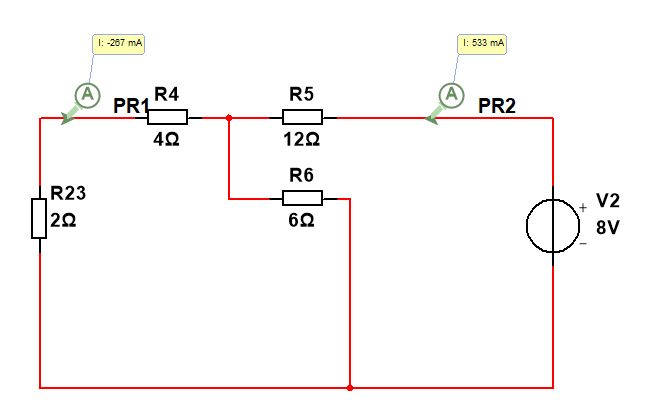 I: -267 mA
I: 533 mA
A
A
PR1
R4
R5
PR2
4Ω
12Ω
R6
R23
2Ω
6Ω
V2
8V
+
−